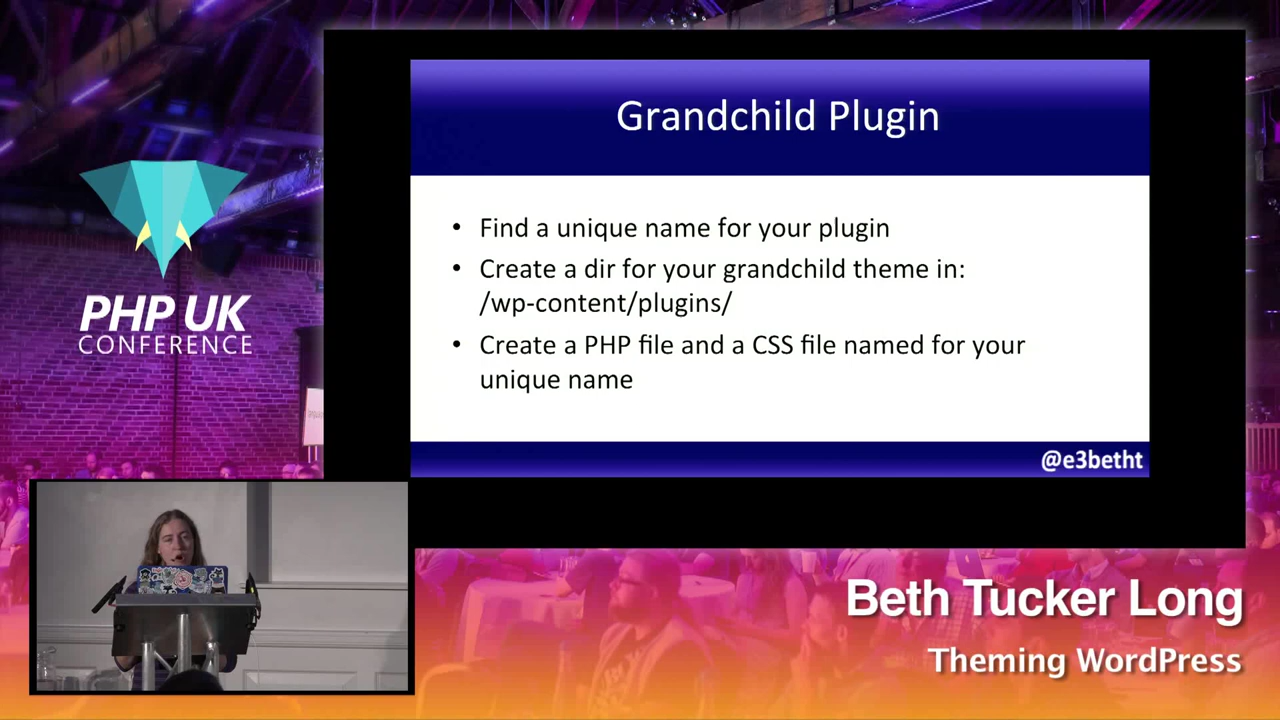 Grandchild Plugin
• Find a unique name for your plugin
• Create a dir for your grandchild theme in:
/wp-content/plugins/
• Create a PHP file and a CSS file named for your
unique name
@e3betht
PHP UK
CONFERENCE
Beth Tucker Long
Theming WordPress